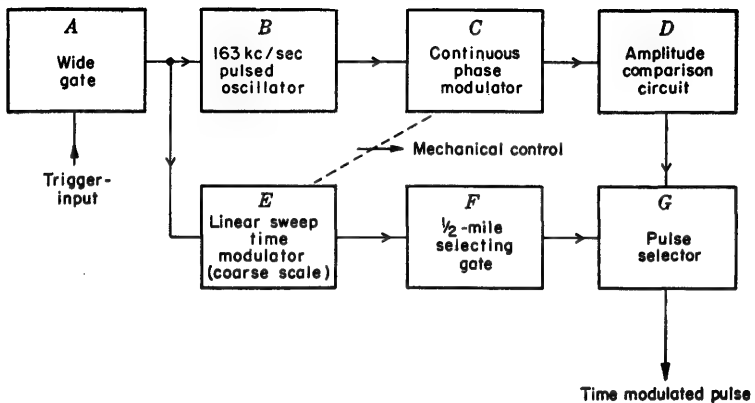 A
Wide
gate
B
163 kc/sec
pulsed
oscillator
C
Continuous
phase
modulator
D
Amplitude
comparison
circuit
Mechanical control
Trigger-
input
E
Linear sweep
time
modulator
(coarse scale)
F
½-mile
selecting
gate
G
Pulse
selector
Time modulated pulse